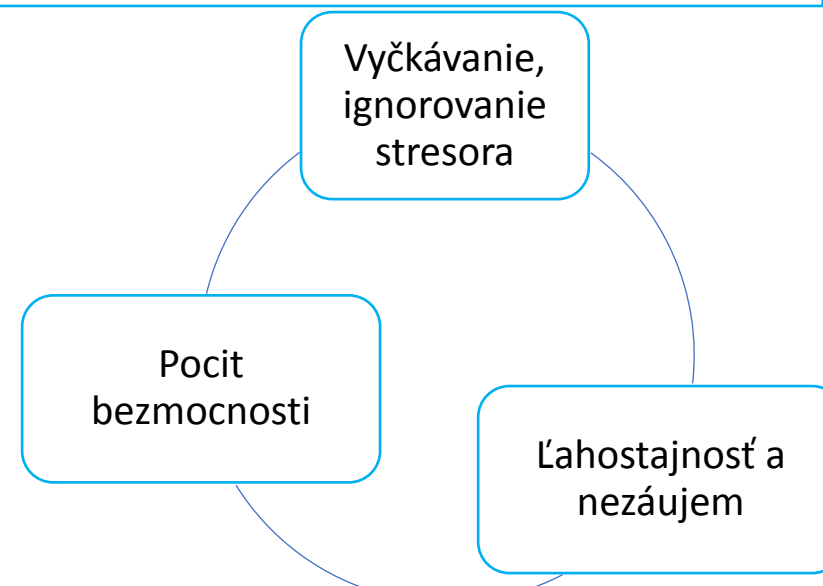 Vyčkávanie,
ignorovanie
stresora
Pocit
bezmocnosti
Ľahostajnosť a
nezáujem